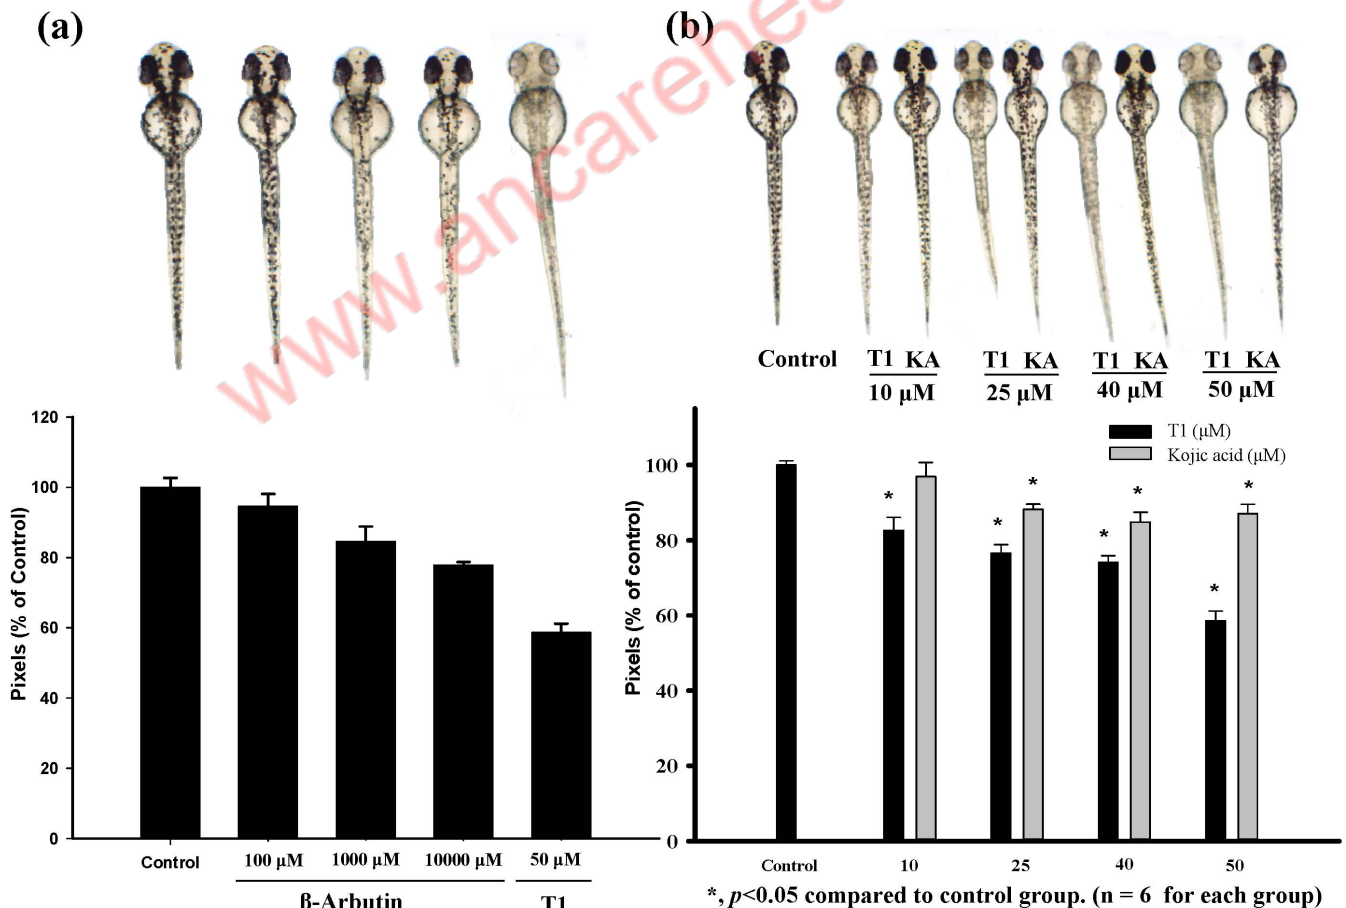 (a)
(b)
www.ancarehea
Control
T1 KA
T1 KA
T1 KA
T1 KA
10 μM
25 μM
40 μM
50 μM
Pixels (% of Control)
120
100
80
60
40
20
0
Control
100 μM
1000 μM
10000 μM
50 μM
β-Arbutin
T1
Pixels (% of control)
100
80
60
40
20
0
T1 (μM)
Kojic acid (μM)
*
*
*
*
*
*
*
Control
10
25
40
50
*, p<0.05 compared to control group. (n = 6 for each group)